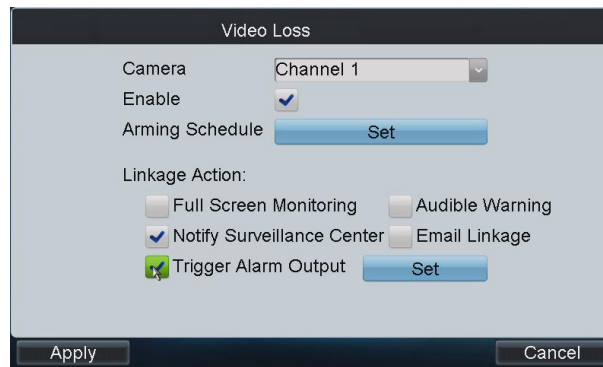 Video Loss
Camera Channel 1
Enable
Arming Schedule Set
Linkage Action:
Full Screen Monitoring Audible Warning
Notify Surveillance Center Email Linkage
Trigger Alarm Output Set
Apply Cancel